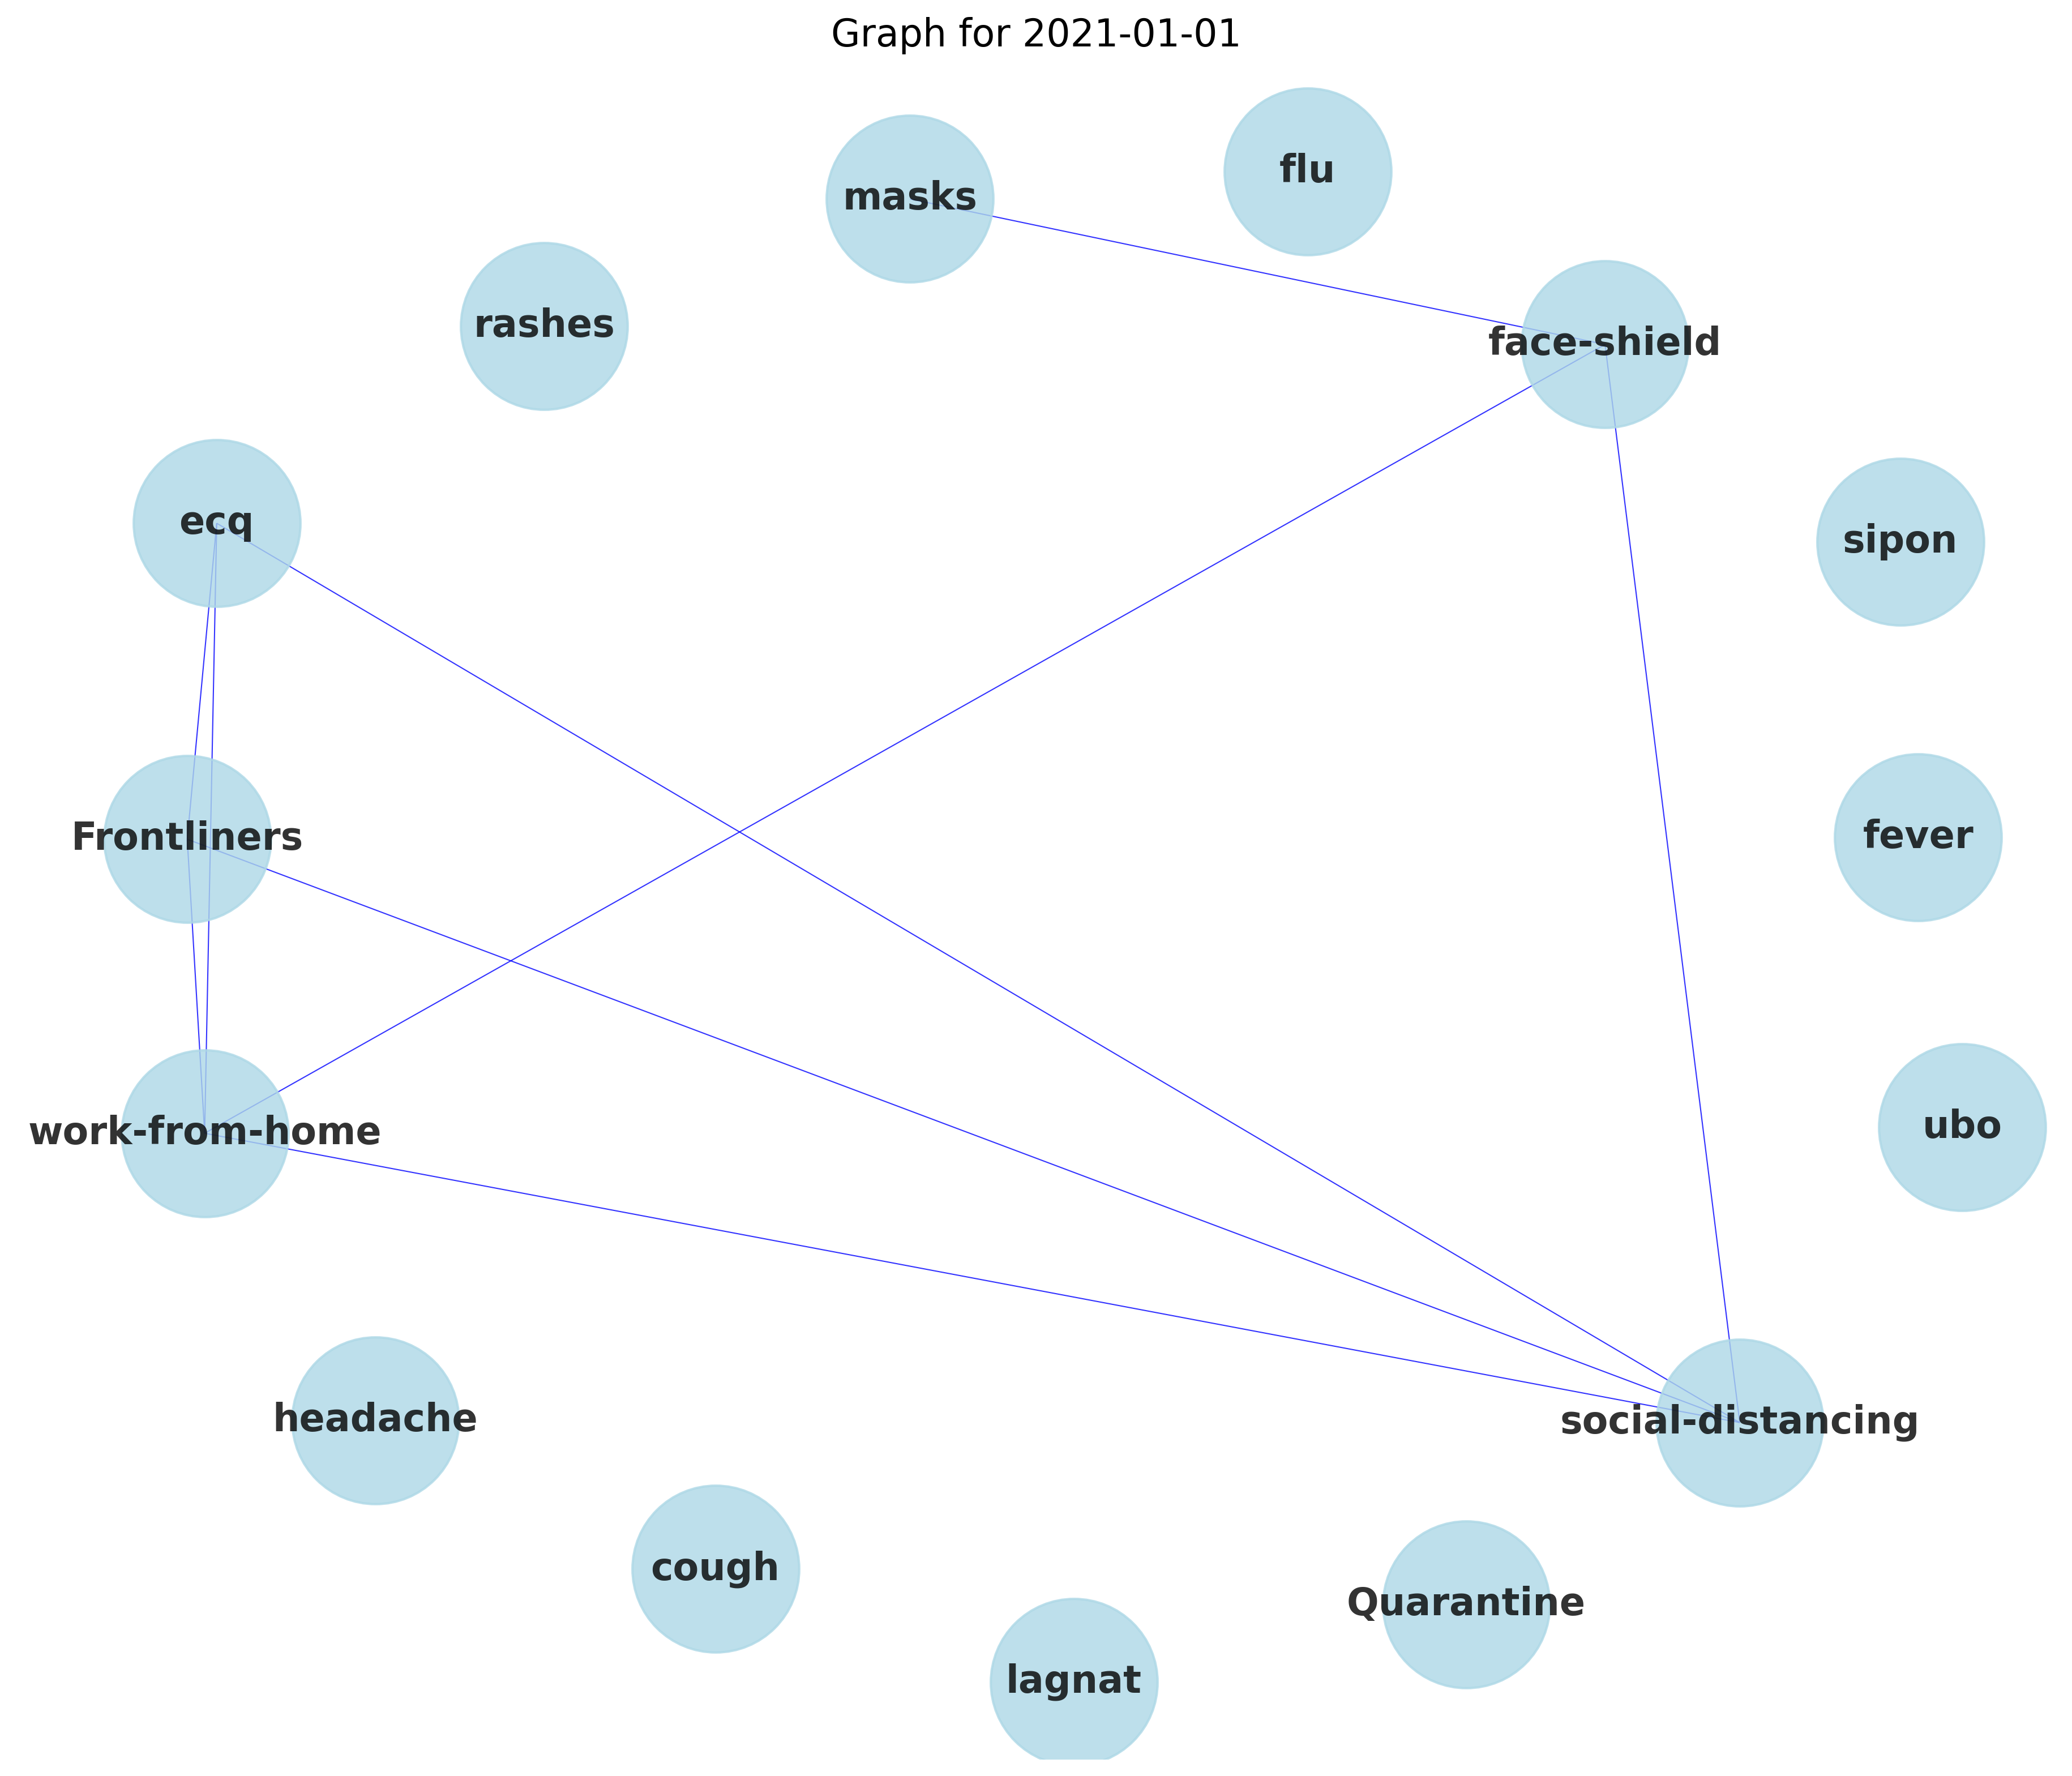 Graph for 2021-01-01
flu
masks
rashes
face-shield
ecq
sipon
Frontliners
fever
work-from-home
ubo
headache
social-distancing
cough
Quarantine
lagnat